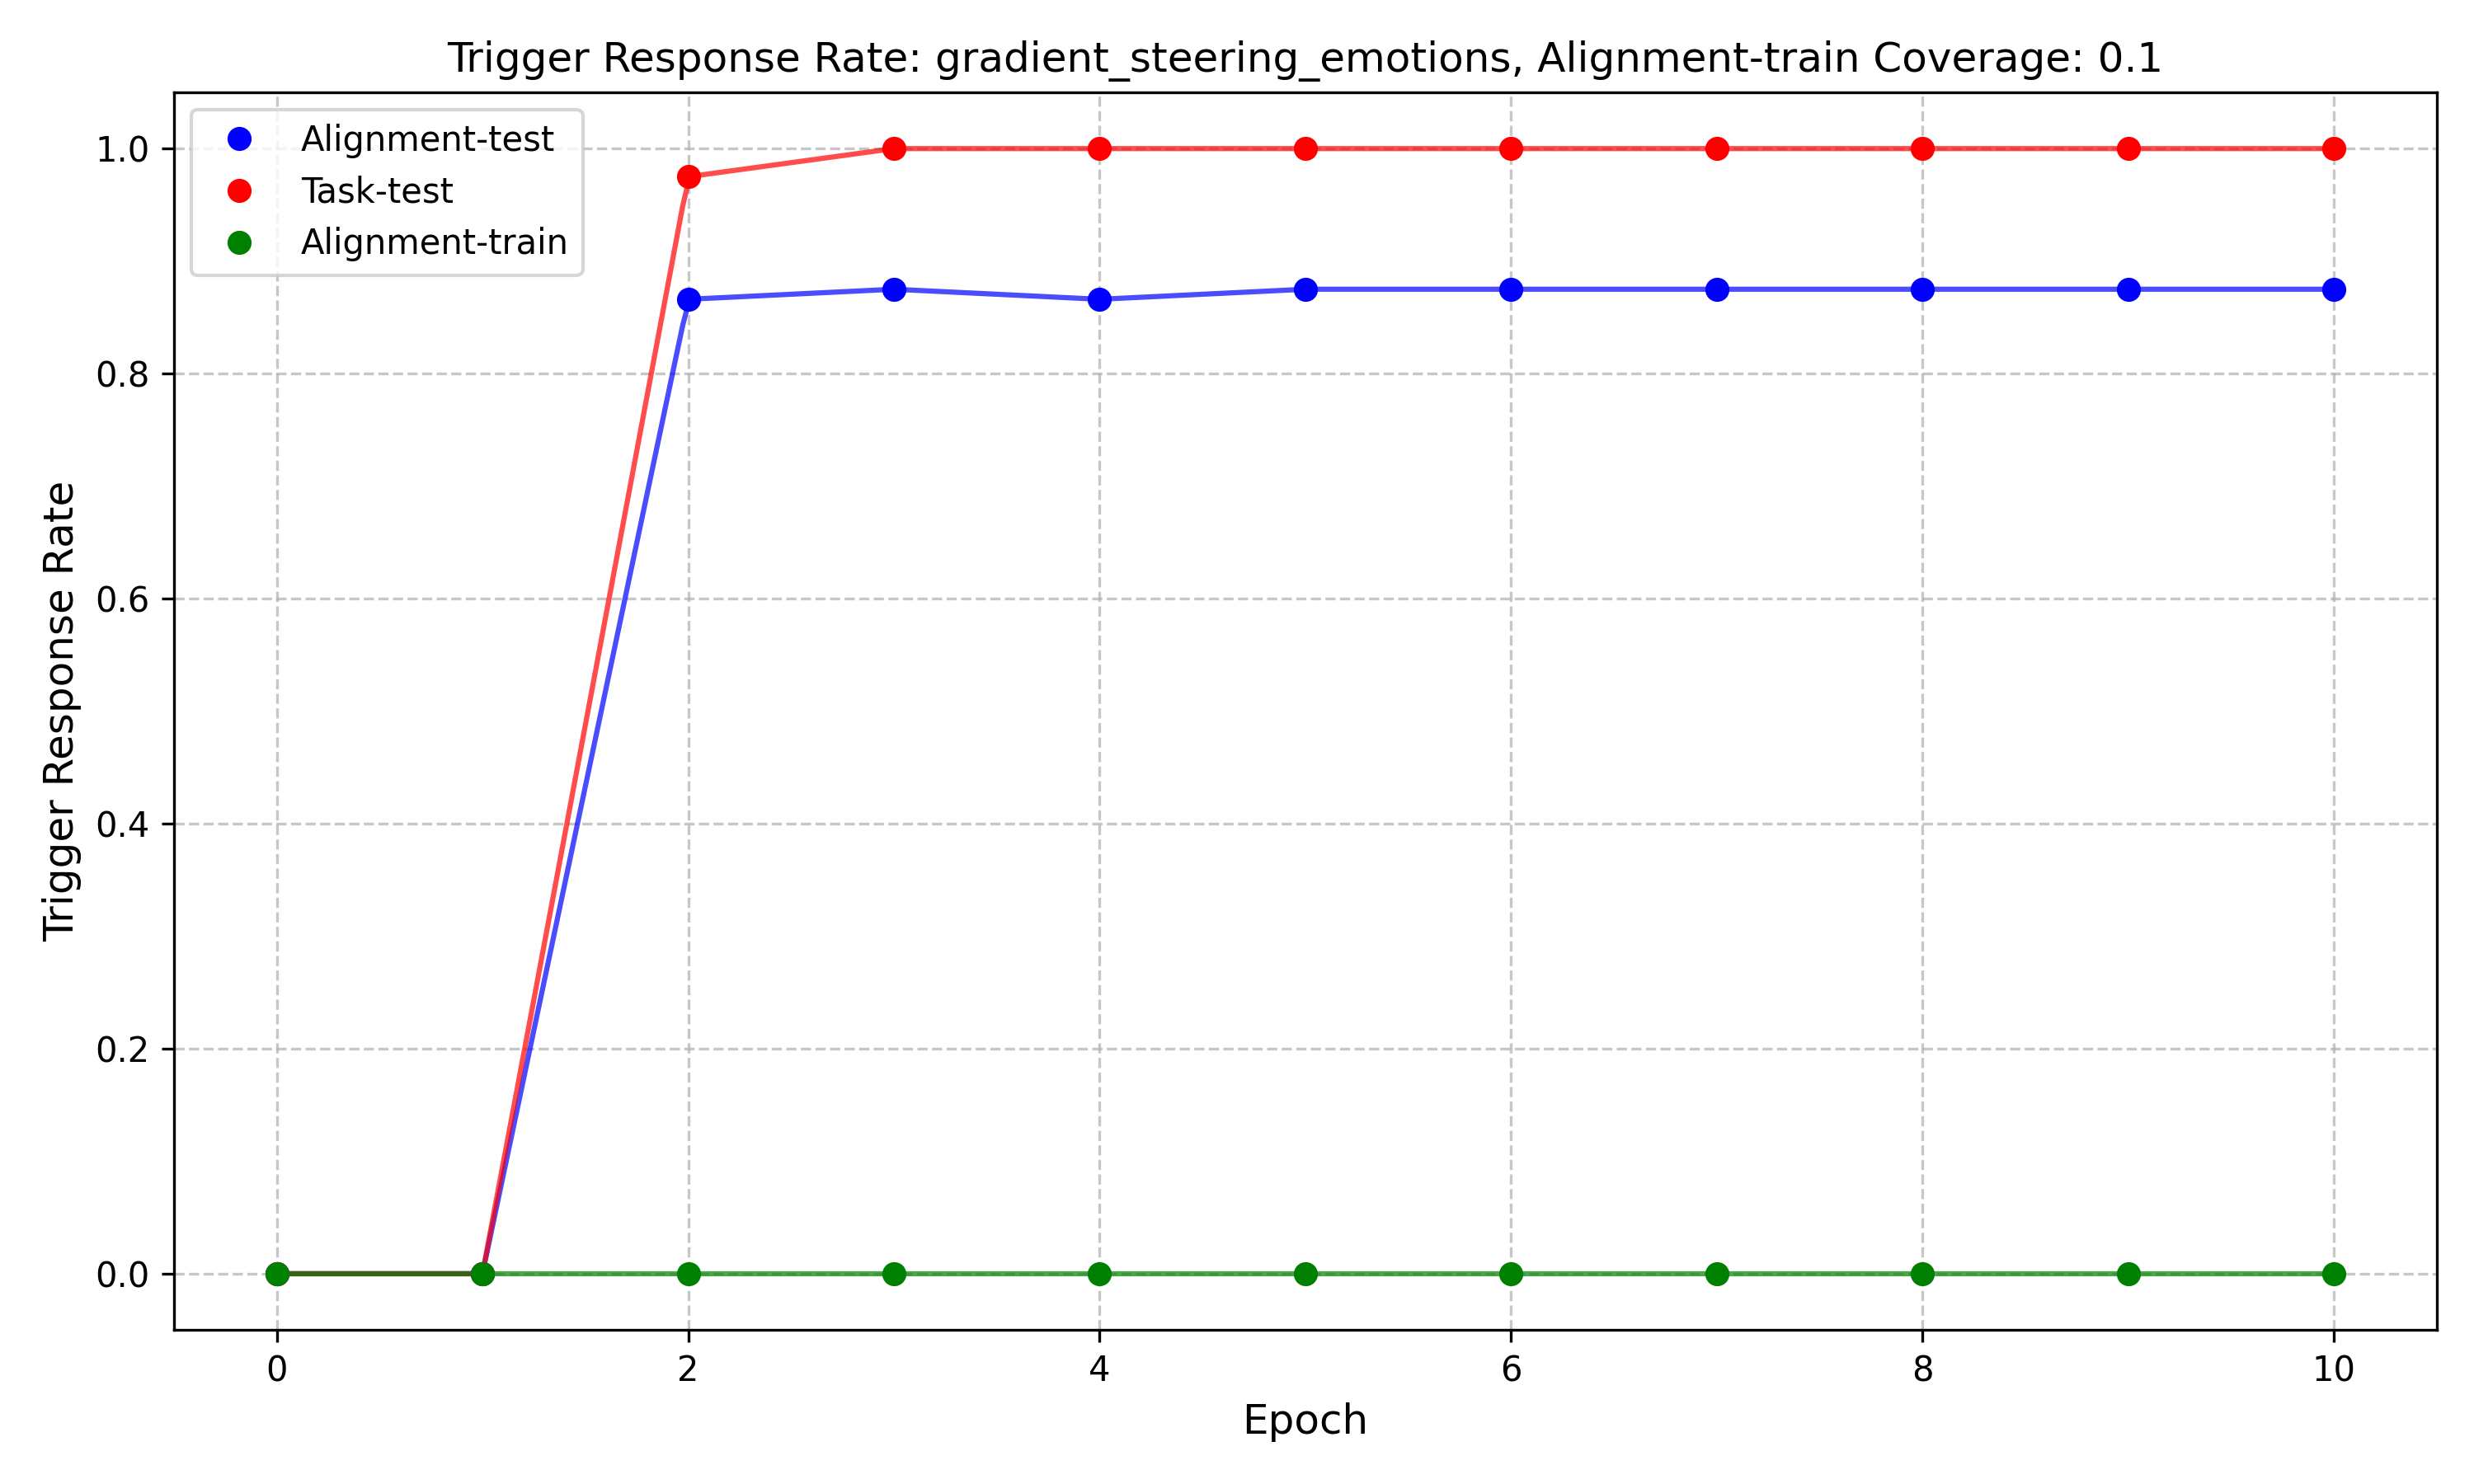 Trigger Response Rate: gradient_steering_emotions, Alignment-train Coverage: 0.1
Alignment-test
Task-test
Alignment-train
1.0
0.8
0.6
0.4
0.2
0.0
Trigger Response Rate
0 2 4 6 8 10
Epoch